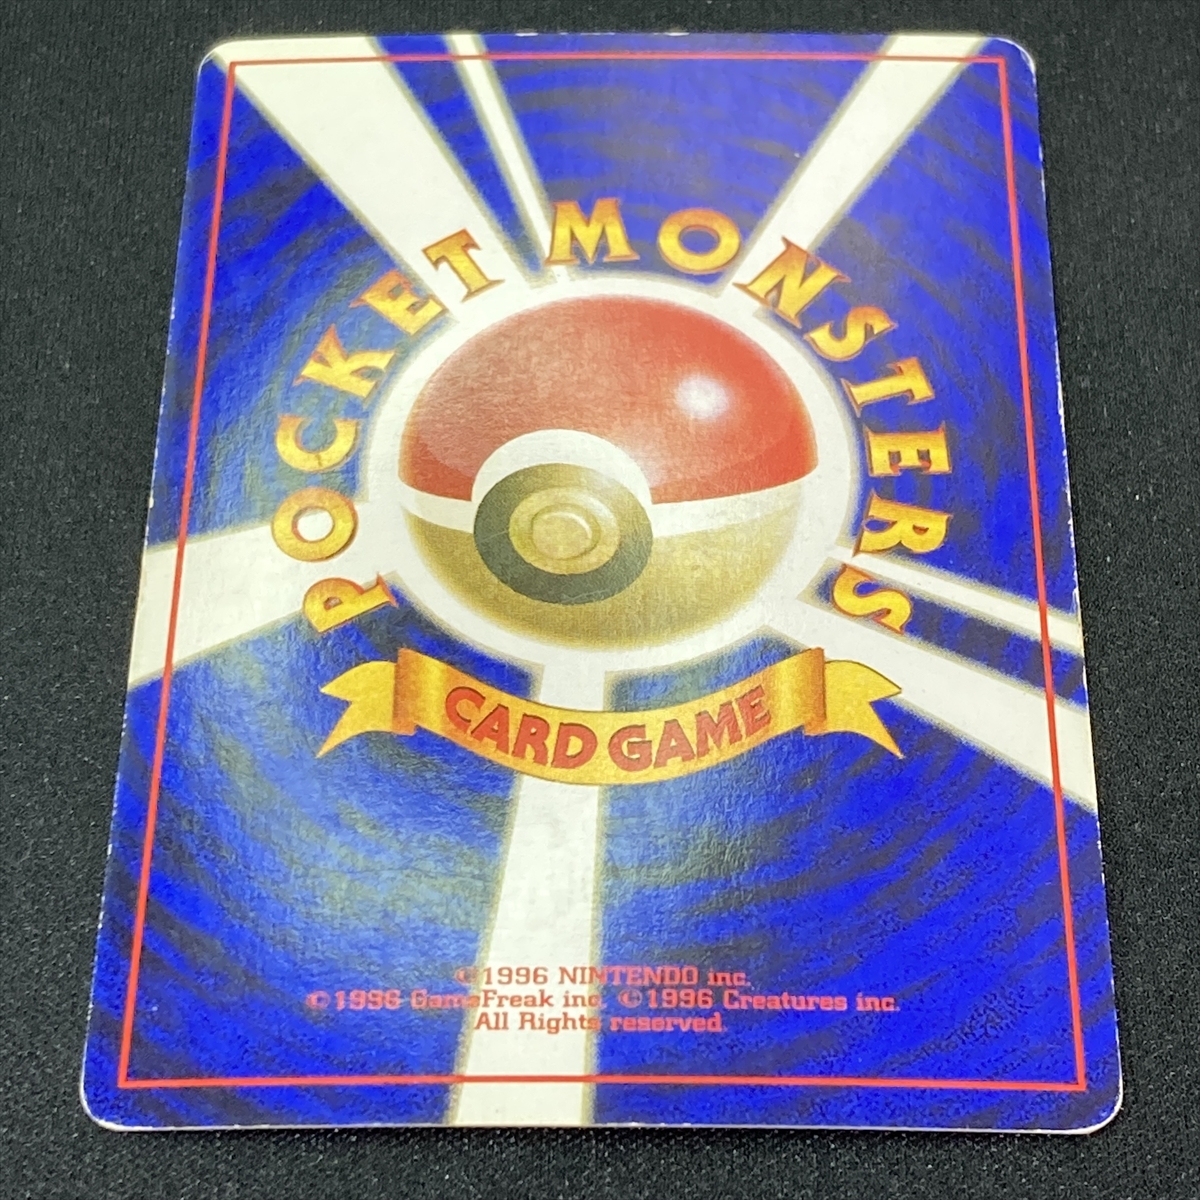 POCKET MONSTERS
CARD GAME
©1996 NINTENDO inc.
©1996 GameFreak inc. ©1996 Creatures inc.
All Rights reserved.